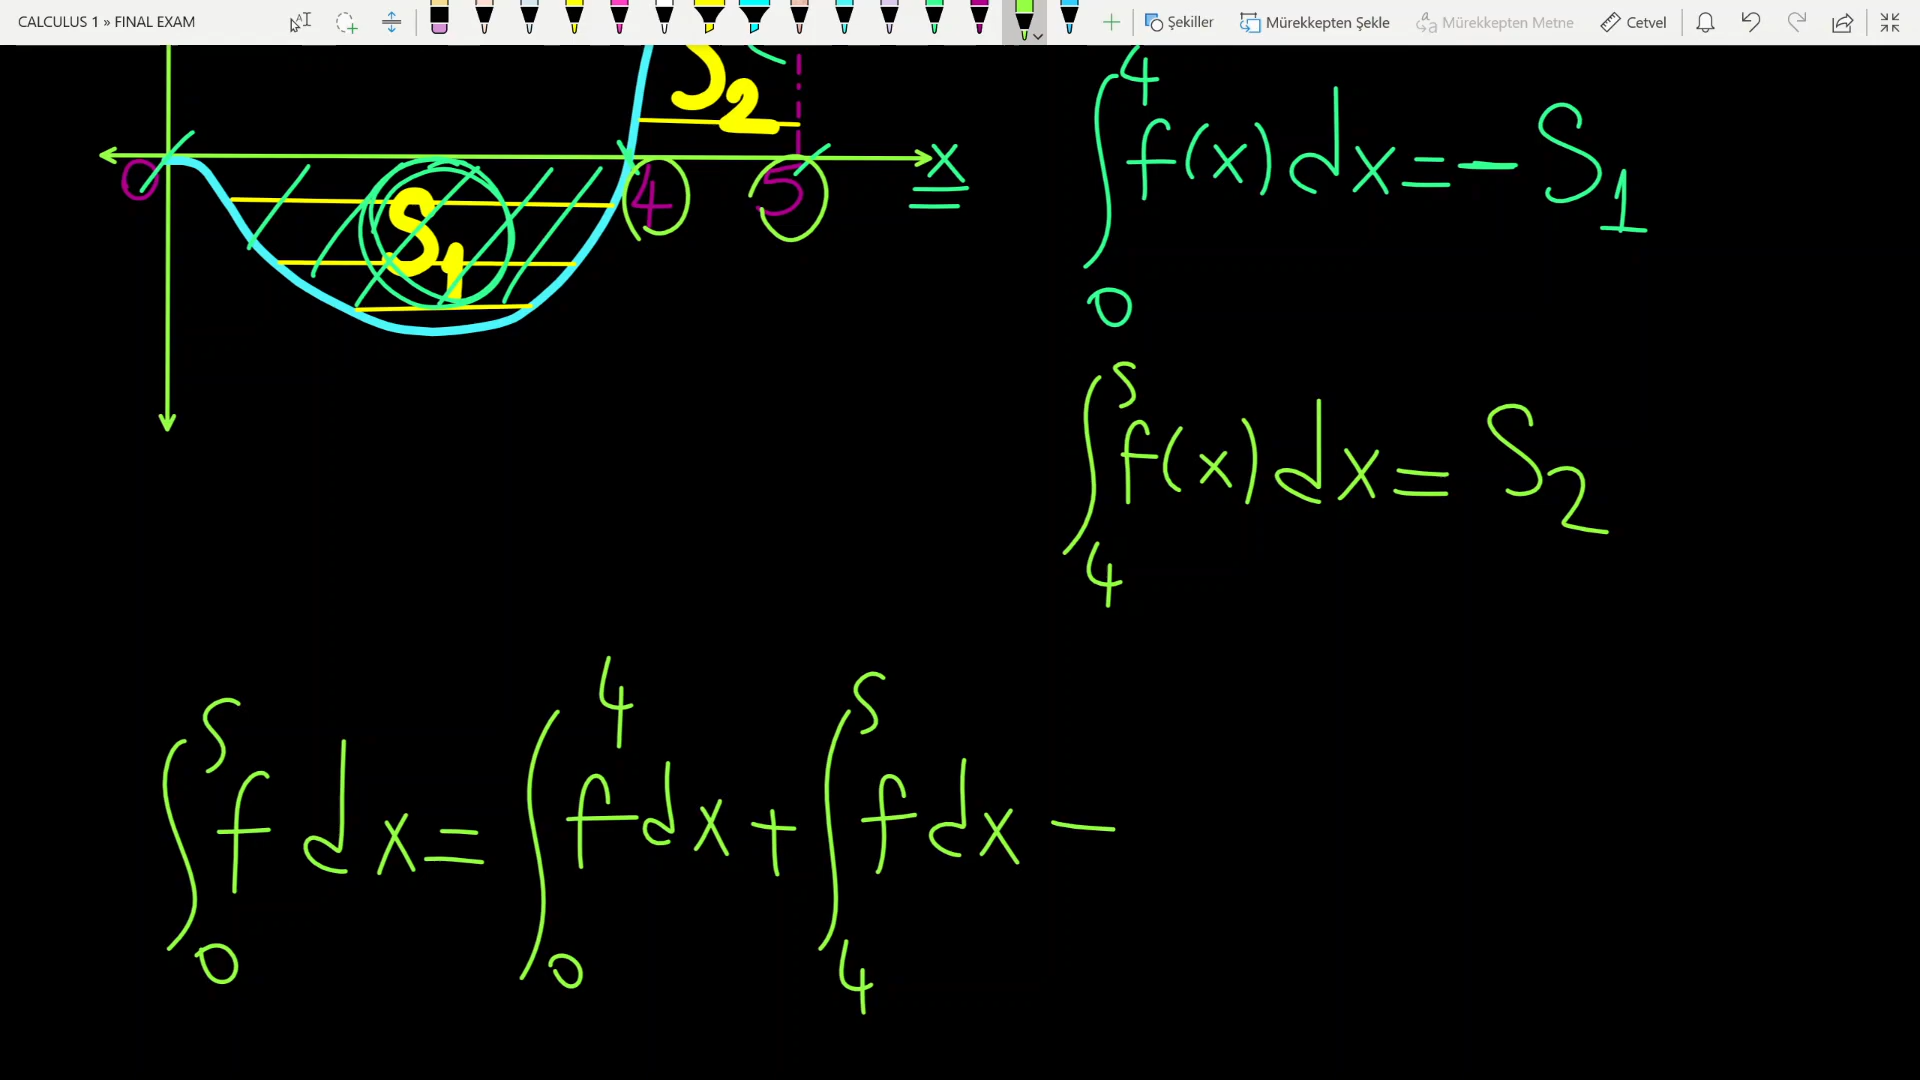 CALCULUS 1 » FINAL EXAM
Şekiller
Mürekkepten Şekle
Mürekkepten Metne
Cetvel
S2
0
S1
4
5
x
∫₀⁴ f(x) dx = - S₁
∫₄⁵ f(x) dx = S₂
∫₀⁵ f dx = ∫₀⁴ f dx + ∫₄⁵ f dx —